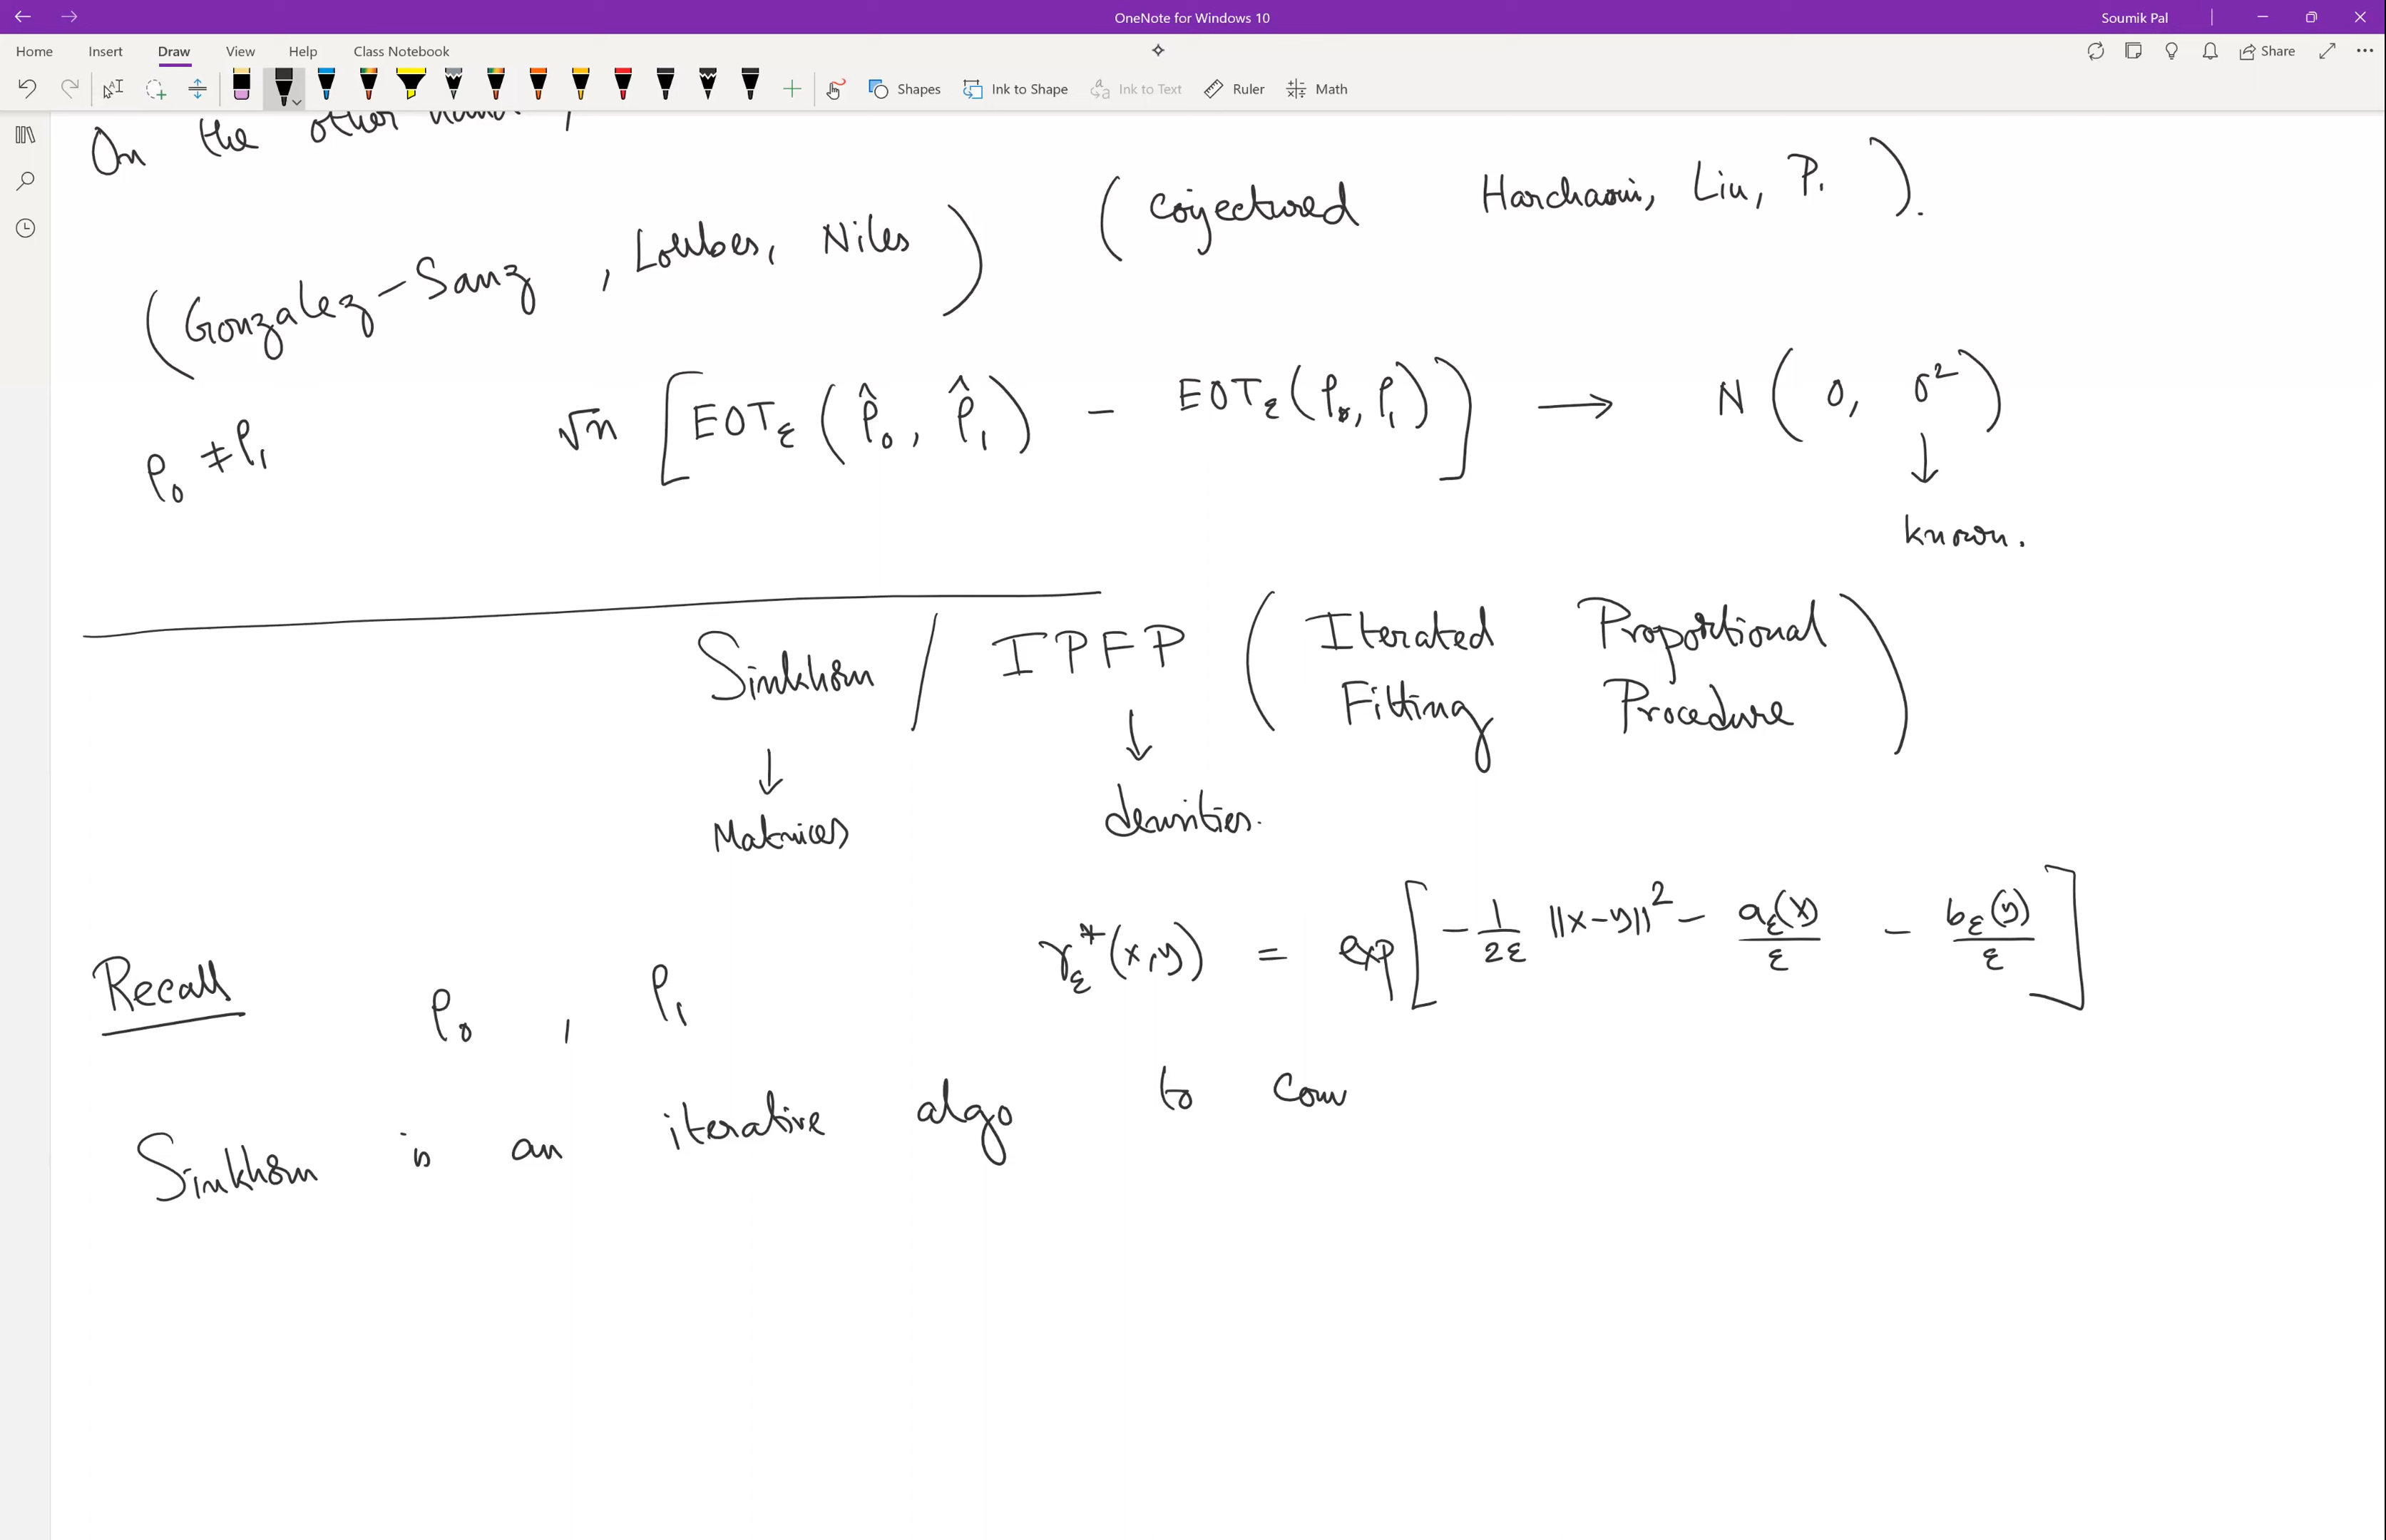 OneNote for Windows 10
Soumik Pal
Home Insert Draw View Help Class Notebook
Share
Shapes Ink to Shape Ink to Text Ruler Math
On the other hand,
(Gonzalez-Sanz, Loubes, Niles) (Cojectured Harchaoui, Liu, P.).
ρ₀ ≠ ρ₁ √n [EOT_ε(ρ̂₀, ρ̂₁) − EOT_ε(ρ₀, ρ₁)] → N(0, σ²)
↓
known.
Sinkhorn / IPFP (Iterated Proportional
Fitting Procedure)
↓ ↓
Matrices densities.
Recall ρ₀, ρ₁ γ_ε^*(x,y) = exp[−1/2ε ||x−y||² − a_ε(x)/ε − b_ε(y)/ε]
Sinkhorn is an iterative algo to com